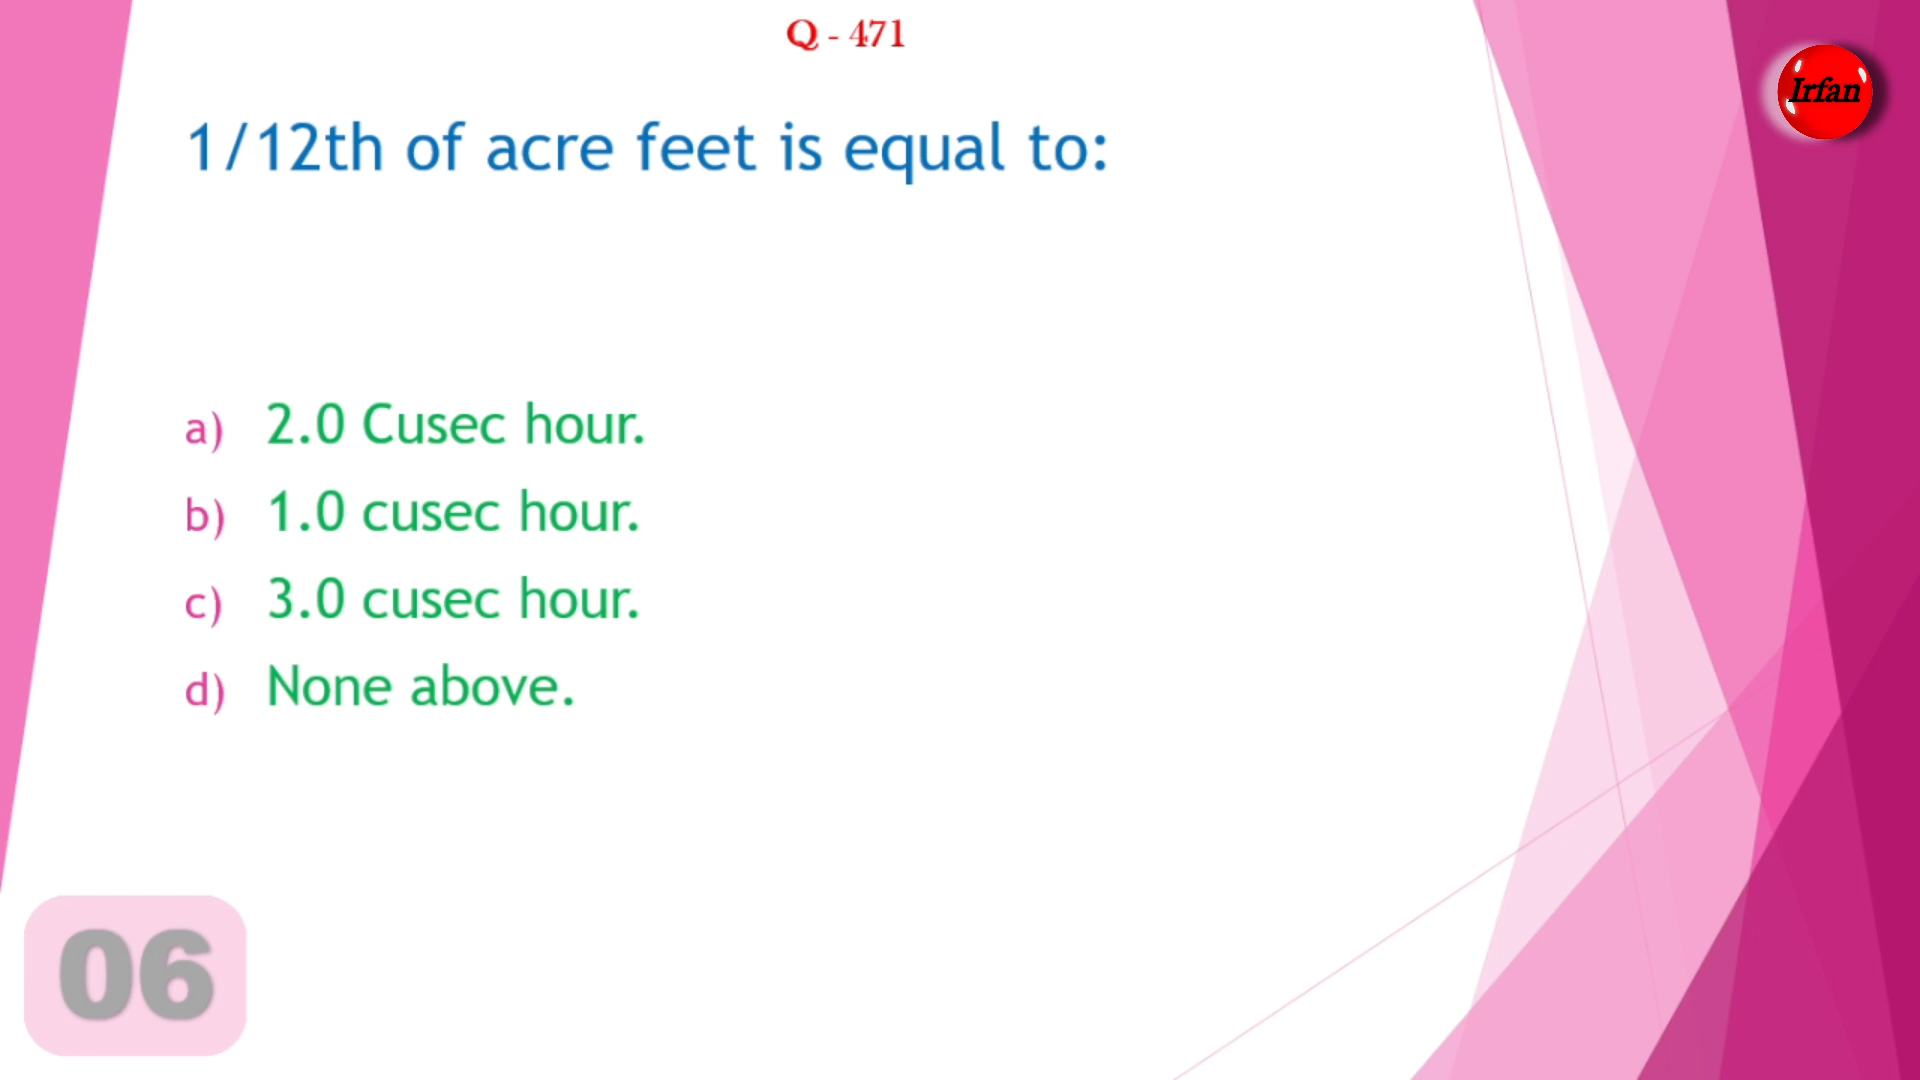 Q - 471
Irfan
1/12th of acre feet is equal to:
a) 2.0 Cusec hour.
b) 1.0 cusec hour.
c) 3.0 cusec hour.
d) None above.
06